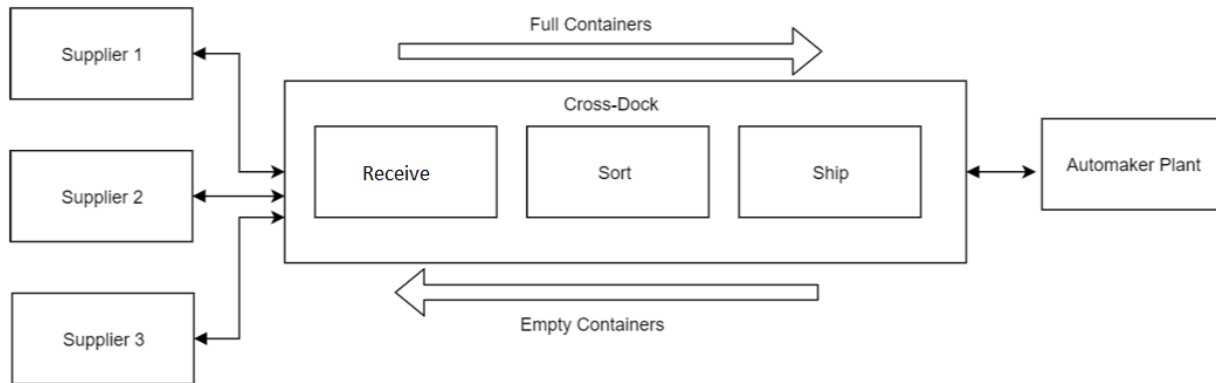 Full Containers
Supplier 1
Cross-Dock
Receive
Sort
Ship
Automaker Plant
Supplier 2
Empty Containers
Supplier 3